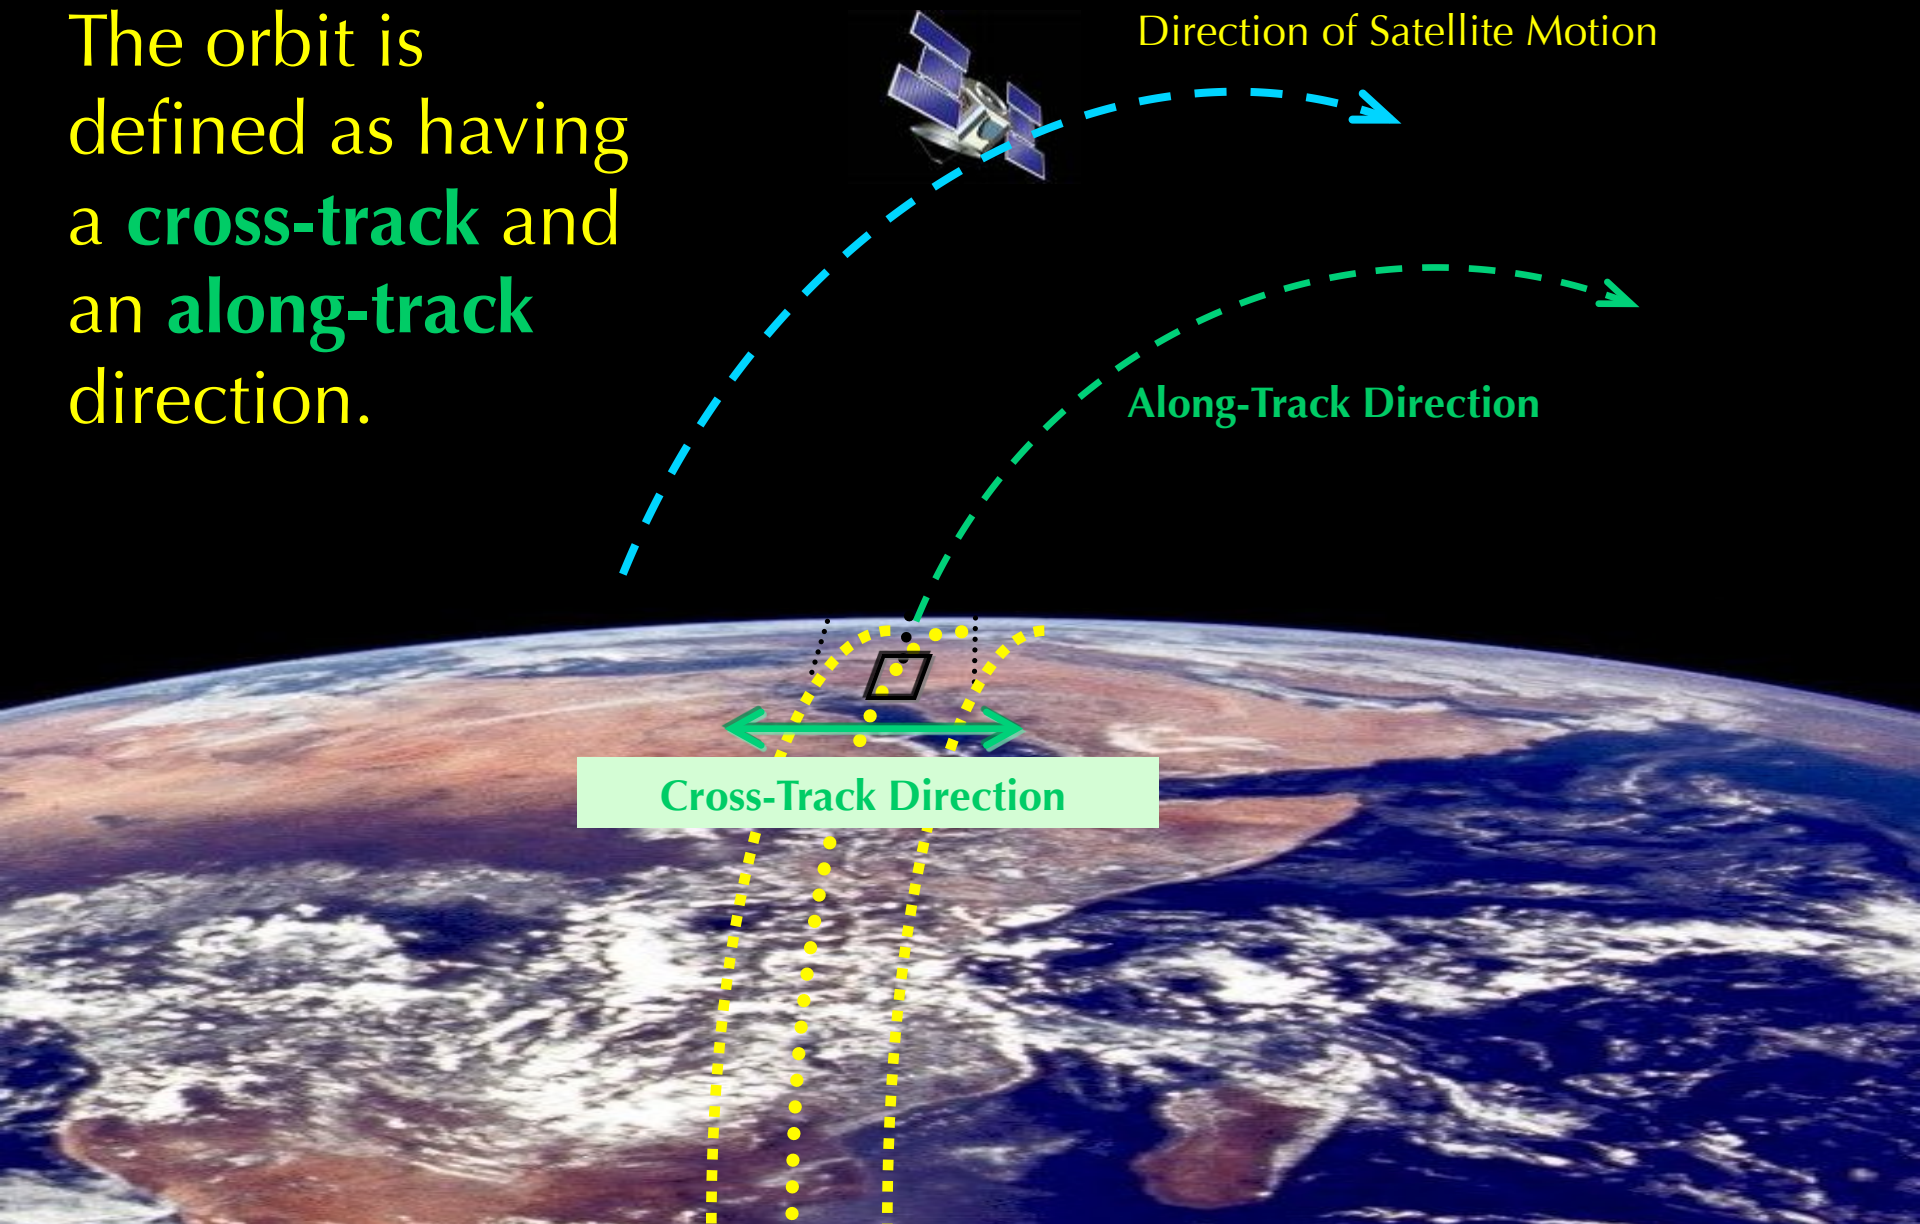 The orbit is
defined as having
a cross-track and
an along-track
direction.
Direction of Satellite Motion
Along-Track Direction
Cross-Track Direction